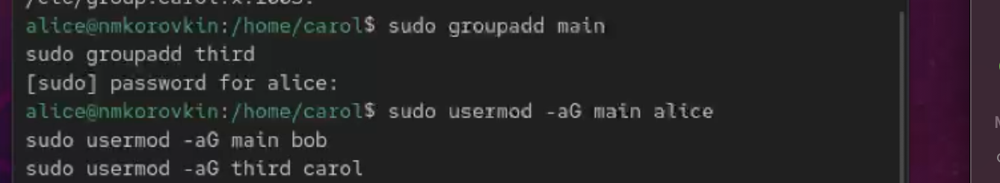 /etc/group:carol:x:1003:
alice@nmkorovkin:/home/carol$ sudo groupadd main
sudo groupadd third
[sudo] password for alice:
alice@nmkorovkin:/home/carol$ sudo usermod -aG main alice
sudo usermod -aG main bob
sudo usermod -aG third carol